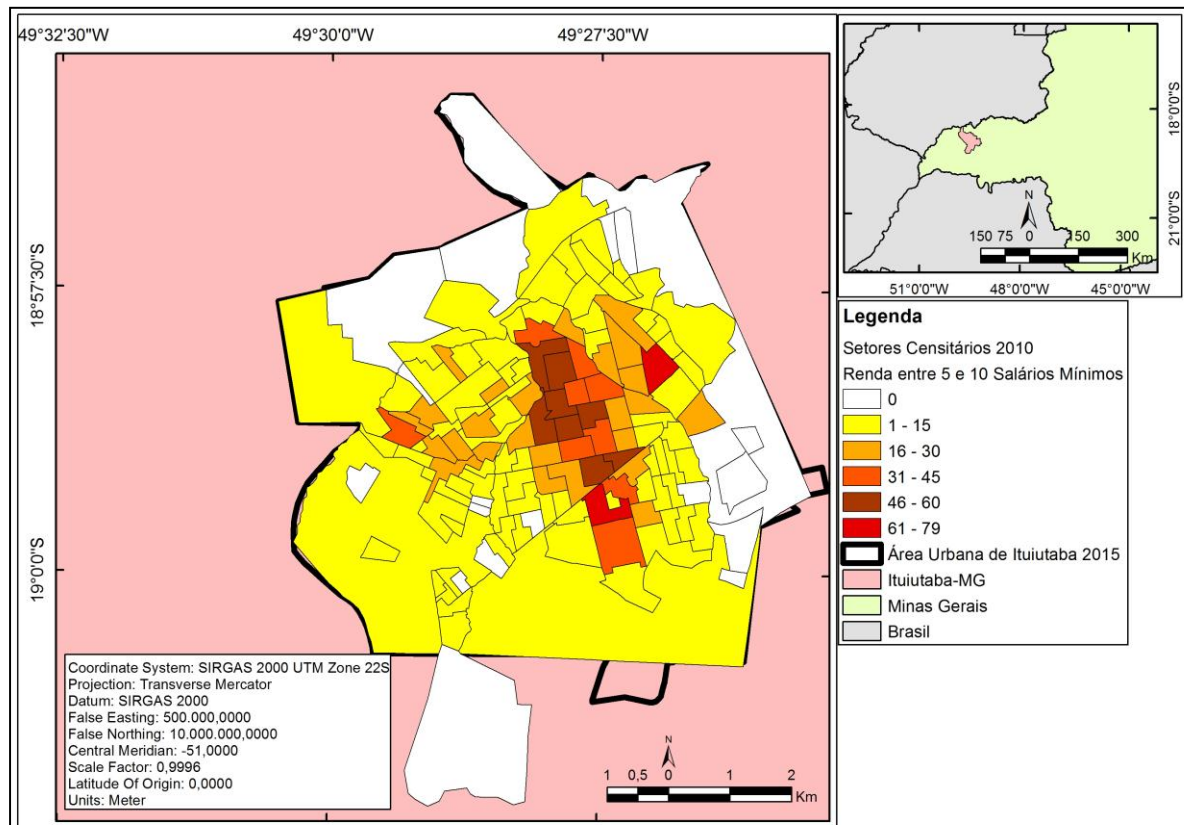 49°32'30"W
49°30'0"W
49°27'30"W
18°57'30"S
19°0'0"S
Coordinate System: SIRGAS 2000 UTM Zone 22S
Projection: Transverse Mercator
Datum: SIRGAS 2000
False Easting: 500.000,0000
False Northing: 10.000.000,0000
Central Meridian: -51,0000
Scale Factor: 0,9996
Latitude Of Origin: 0,0000
Units: Meter
N
1 0,5 0 1 2
Km
18°0'0"S
21°0'0"S
N
150 75 0 150 300
Km
51°0'0"W
48°0'0"W
45°0'0"W
Legenda
Setores Censitários 2010
Renda entre 5 e 10 Salários Mínimos
0
1 - 15
16 - 30
31 - 45
46 - 60
61 - 79
Área Urbana de Ituiutaba 2015
Ituiutaba-MG
Minas Gerais
Brasil